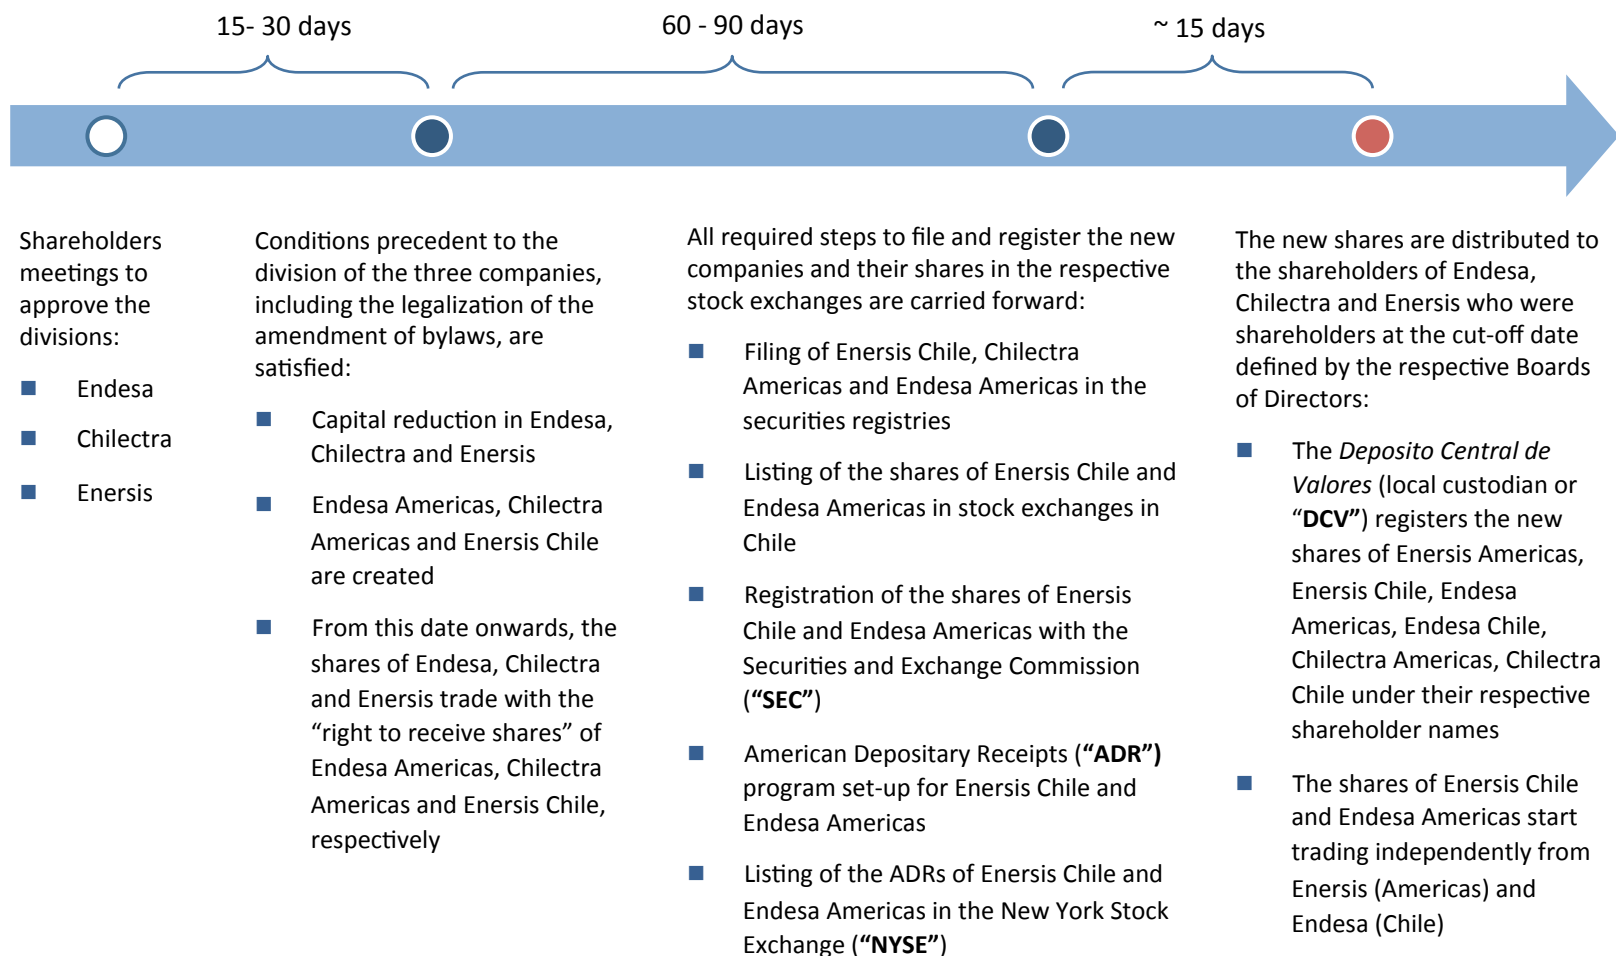 15- 30 days
60 - 90 days
~ 15 days
Shareholders
meetings to
approve the
divisions:
Endesa
Chilectra
Enersis
Conditions precedent to the
division of the three companies,
including the legalization of the
amendment of bylaws, are
satisfied:
Capital reduction in Endesa,
Chilectra and Enersis
Endesa Americas, Chilectra
Americas and Enersis Chile
are created
From this date onwards, the
shares of Endesa, Chilectra
and Enersis trade with the
“right to receive shares” of
Endesa Americas, Chilectra
Americas and Enersis Chile,
respectively
All required steps to file and register the new
companies and their shares in the respective
stock exchanges are carried forward:
Filing of Enersis Chile, Chilectra
Americas and Endesa Americas in the
securities registries
Listing of the shares of Enersis Chile and
Endesa Americas in stock exchanges in
Chile
Registration of the shares of Enersis
Chile and Endesa Americas with the
Securities and Exchange Commission
(“SEC”)
American Depositary Receipts (“ADR”)
program set-up for Enersis Chile and
Endesa Americas
Listing of the ADRs of Enersis Chile and
Endesa Americas in the New York Stock
Exchange (“NYSE”)
The new shares are distributed to
the shareholders of Endesa,
Chilectra and Enersis who were
shareholders at the cut-off date
defined by the respective Boards
of Directors:
The Deposito Central de
Valores (local custodian or
“DCV”) registers the new
shares of Enersis Americas,
Enersis Chile, Endesa
Americas, Endesa Chile,
Chilectra Americas, Chilectra
Chile under their respective
shareholder names
The shares of Enersis Chile
and Endesa Americas start
trading independently from
Enersis (Americas) and
Endesa (Chile)